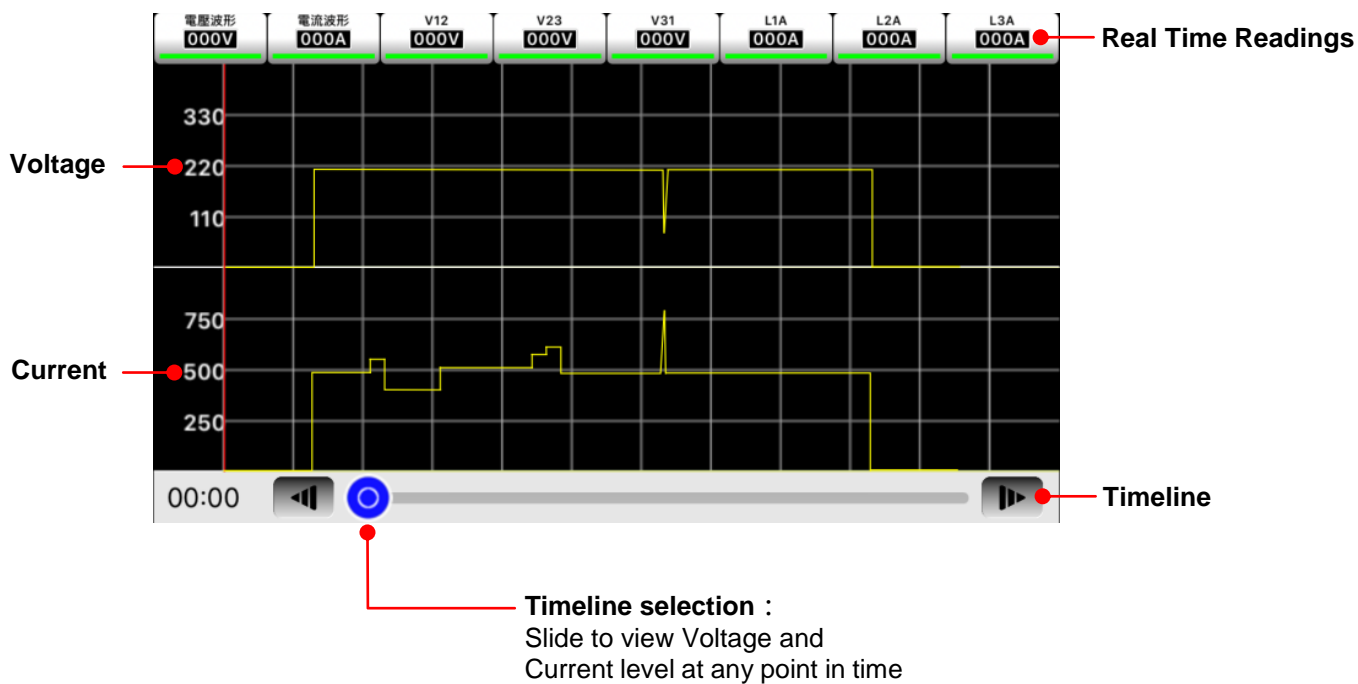 電壓波形 電流波形 V12 V23 V31 L1A L2A L3A
000V 000A 000V 000V 000V 000A 000A 000A
Real Time Readings
330
Voltage
220
110
750
Current
500
250
00:00
Timeline
Timeline selection：
Slide to view Voltage and
Current level at any point in time